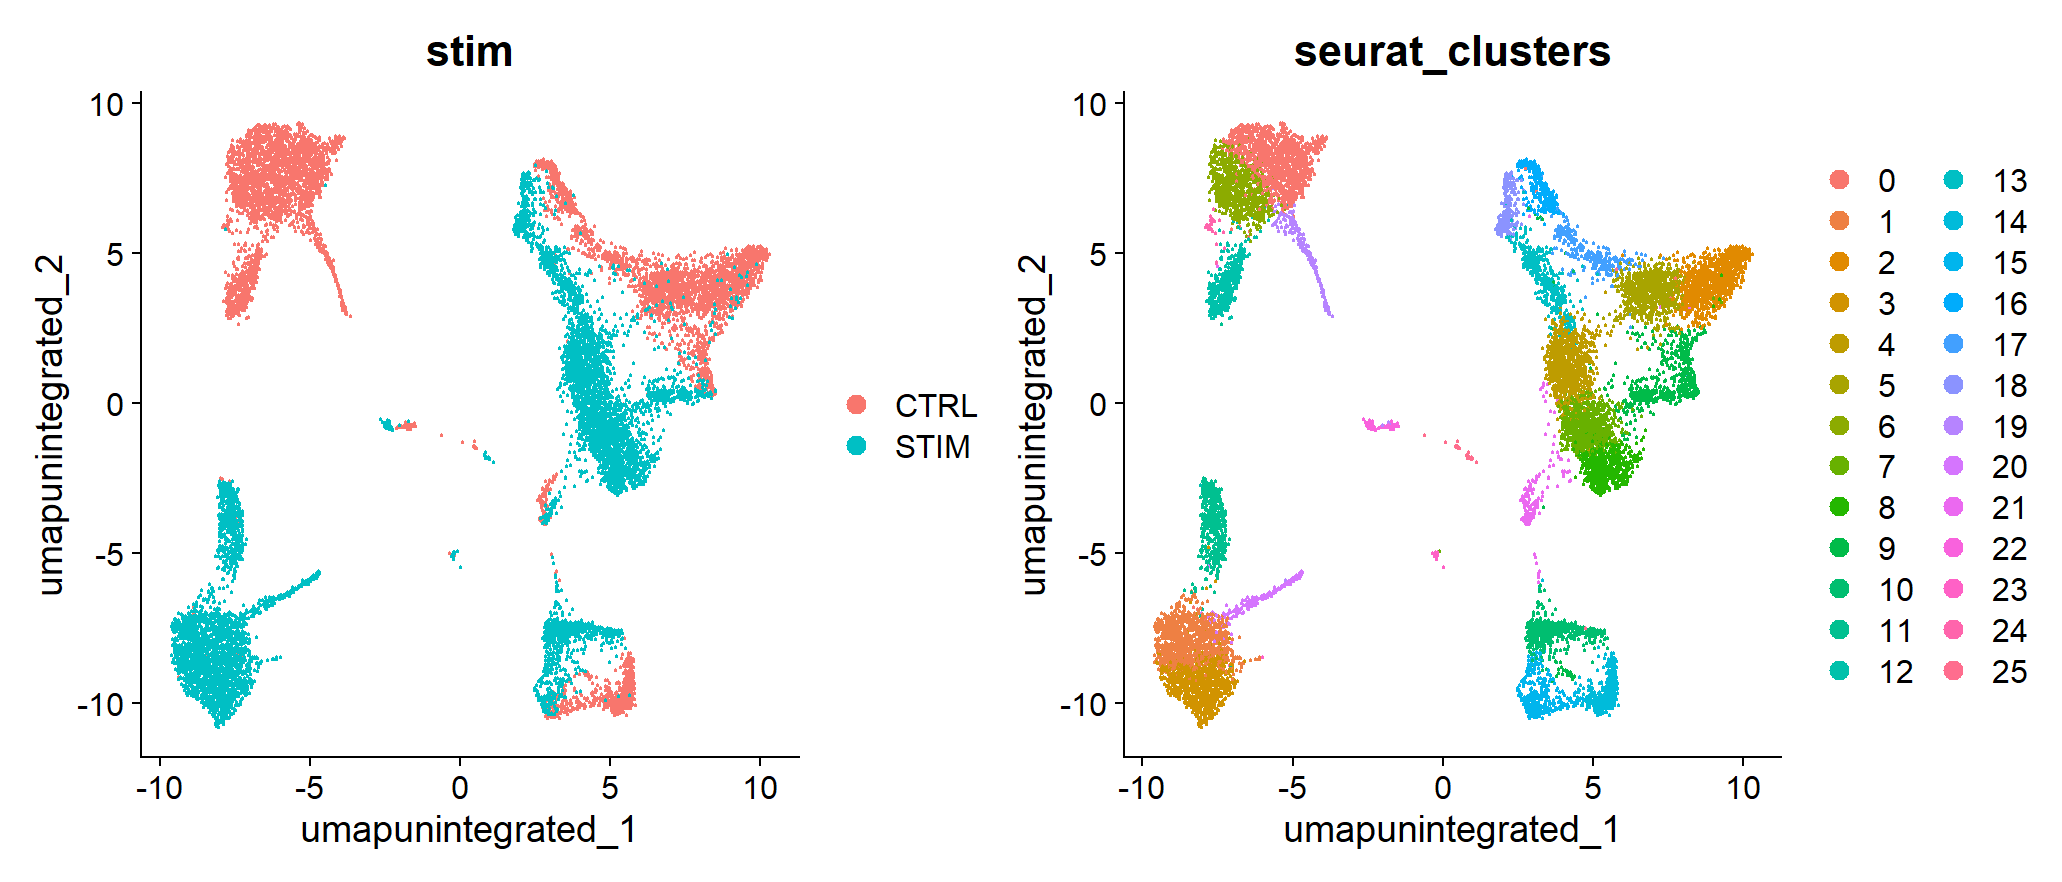 stim
10
5
0
-5
-10
umapunintegrated_2
-10 -5 0 5 10
umapunintegrated_1
CTRL
STIM
seurat_clusters
10
5
0
-5
-10
umapunintegrated_2
-10 -5 0 5 10
umapunintegrated_1
0 13
1 14
2 15
3 16
4 17
5 18
6 19
7 20
8 21
9 22
10 23
11 24
12 25